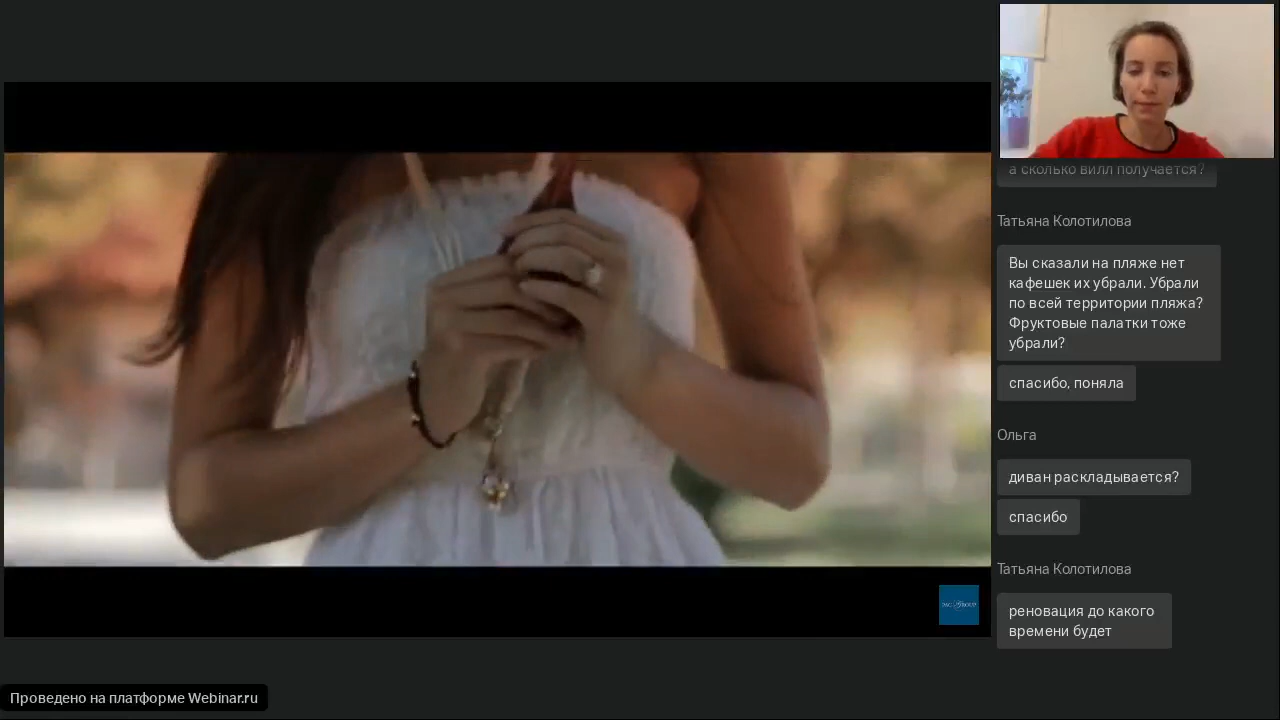 а сколько вилл получается?
Татьяна Колотилова
Вы сказали на пляже нет
кафешек их убрали. Убрали
по всей территории пляжа?
Фруктовые палатки тоже
убрали?
спасибо, поняла
Ольга
диван раскладывается?
спасибо
Татьяна Колотилова
реновация до какого
времени будет
PAC GROUP
Проведено на платформе Webinar.ru